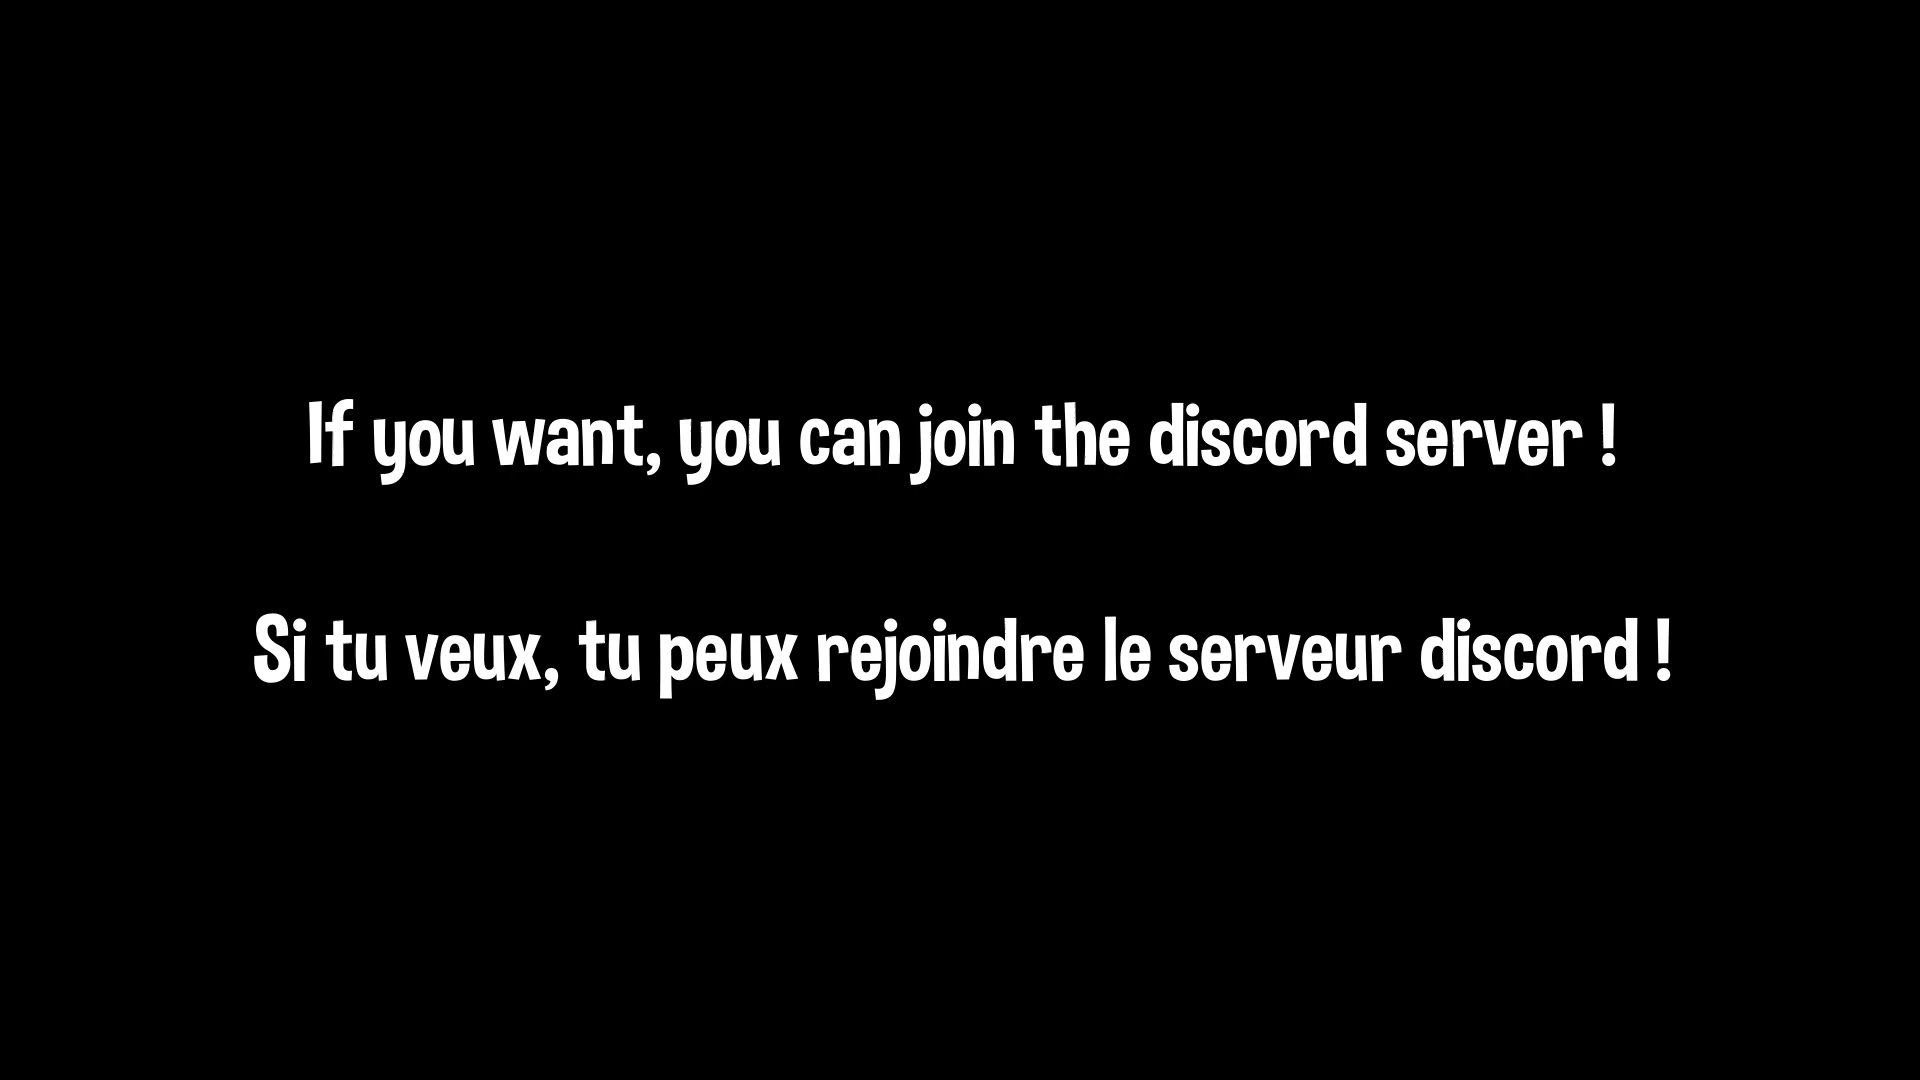 If you want, you can join the discord server !
Si tu veux, tu peux rejoindre le serveur discord !